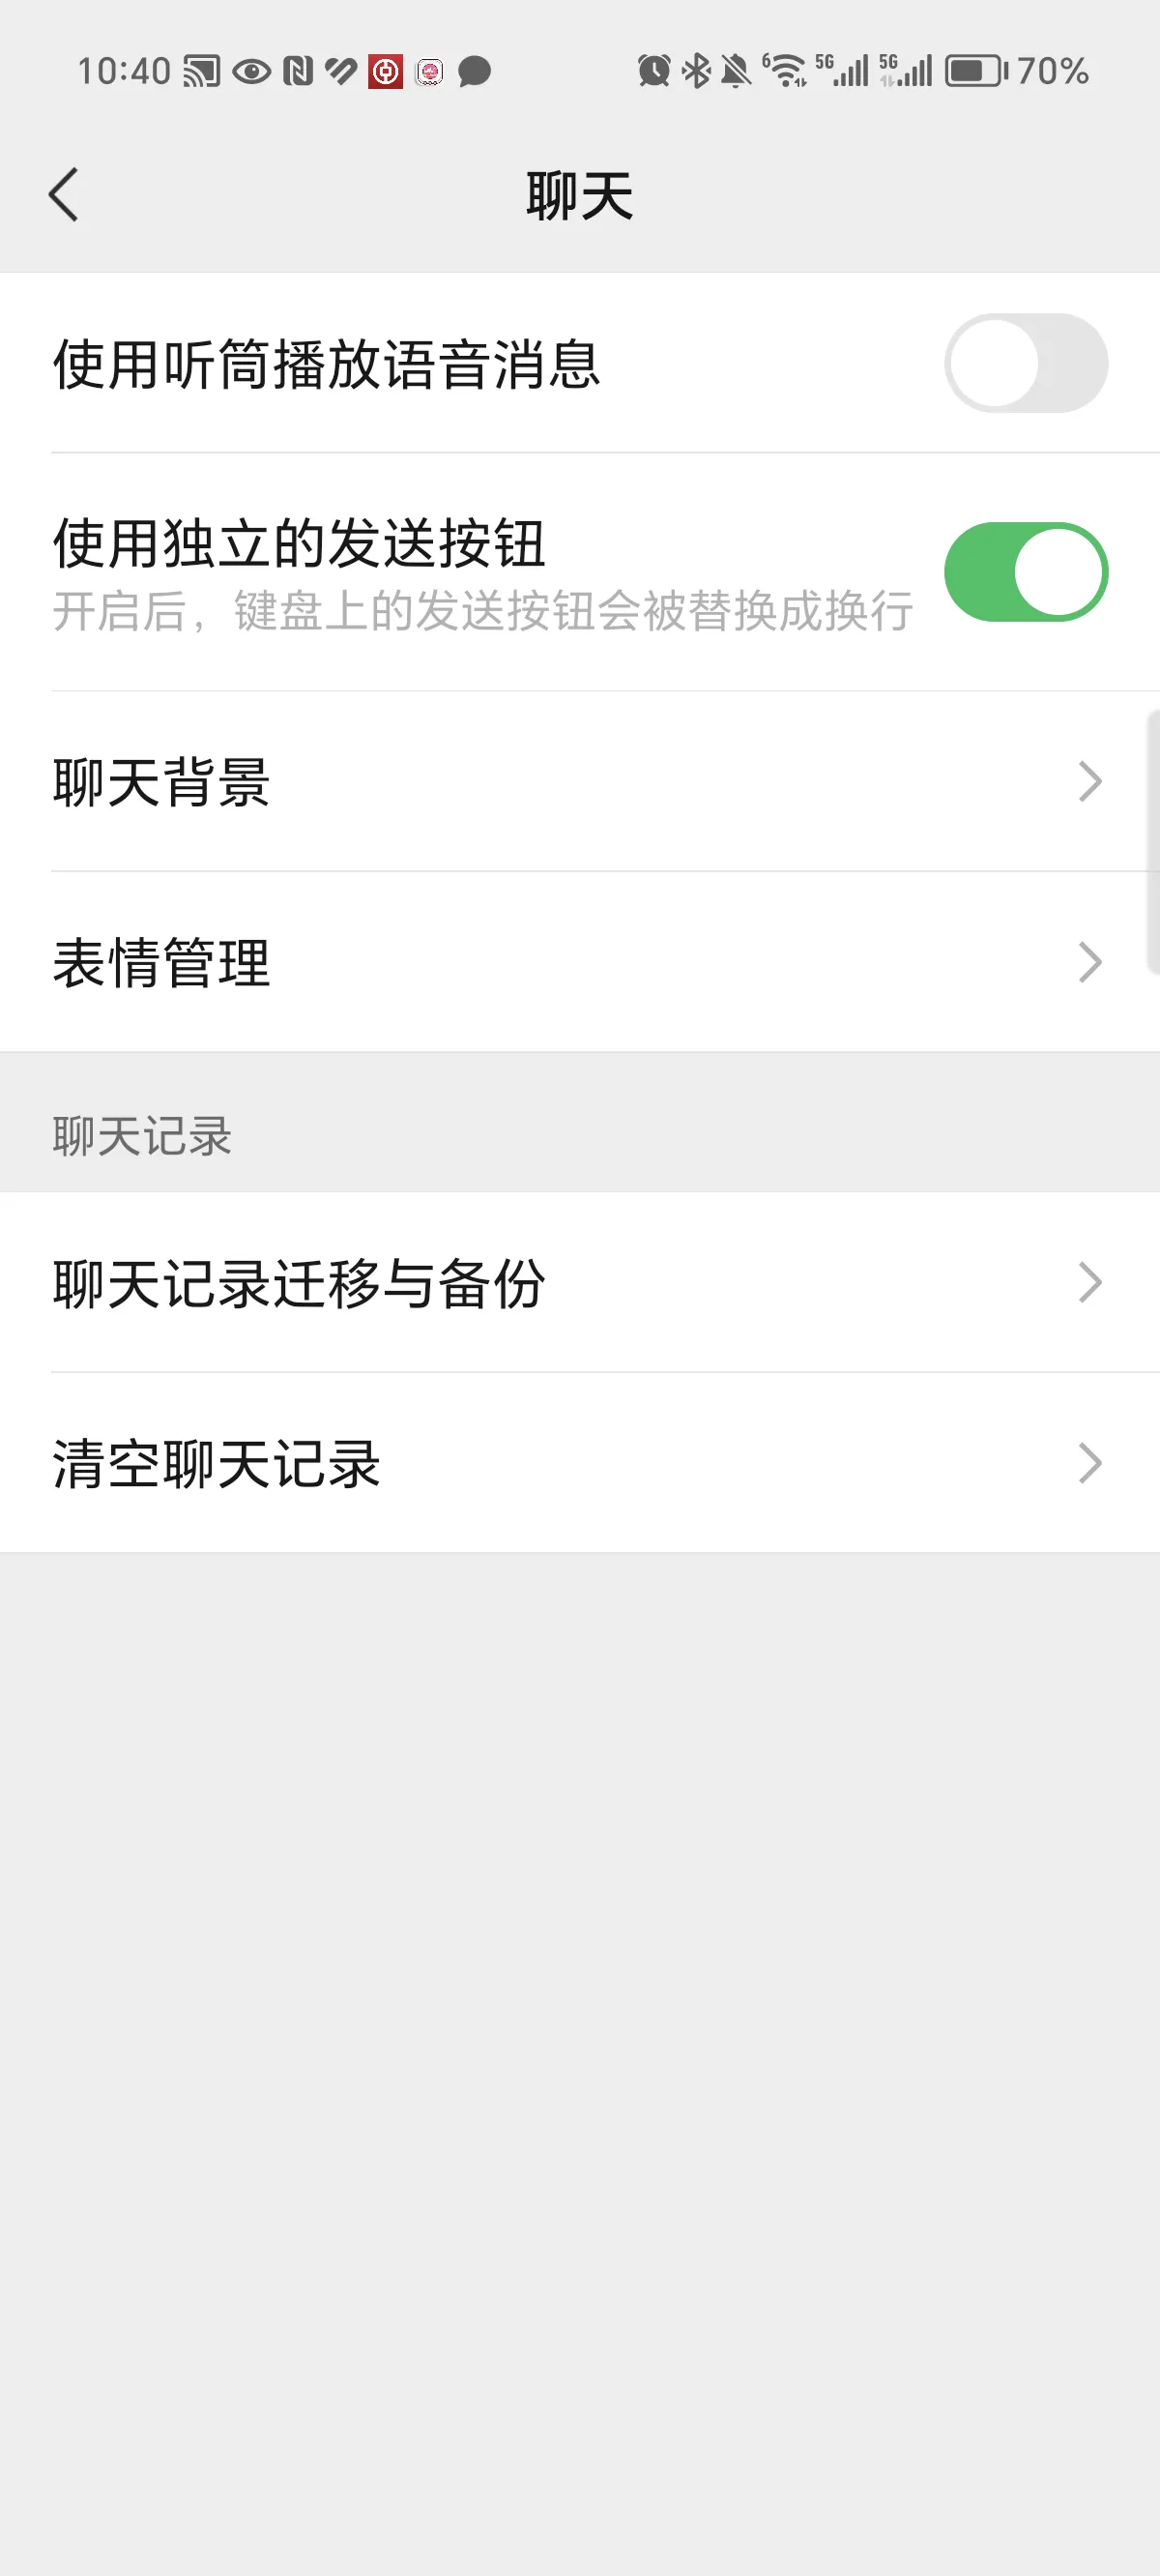 10:40
6 5G 5G 70%
聊天
使用听筒播放语音消息
使用独立的发送按钮
开启后，键盘上的发送按钮会被替换成换行
聊天背景
表情管理
聊天记录
聊天记录迁移与备份
清空聊天记录